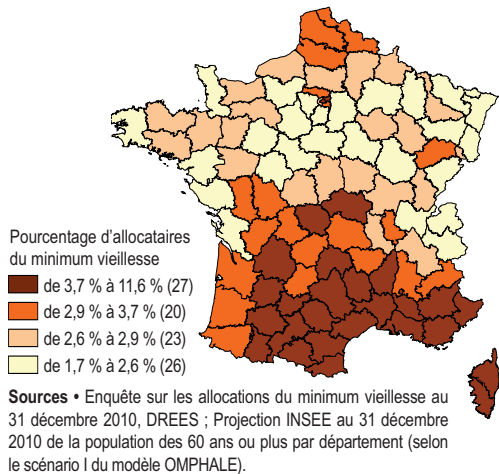 Pourcentage d'allocataires
du minimum vieillesse
de 3,7 % à 11,6 % (27)
de 2,9 % à 3,7 % (20)
de 2,6 % à 2,9 % (23)
de 1,7 % à 2,6 % (26)
Sources • Enquête sur les allocations du minimum vieillesse au
31 décembre 2010, DREES ; Projection INSEE au 31 décembre
2010 de la population des 60 ans ou plus par département (selon
le scénario I du modèle OMPHALE).